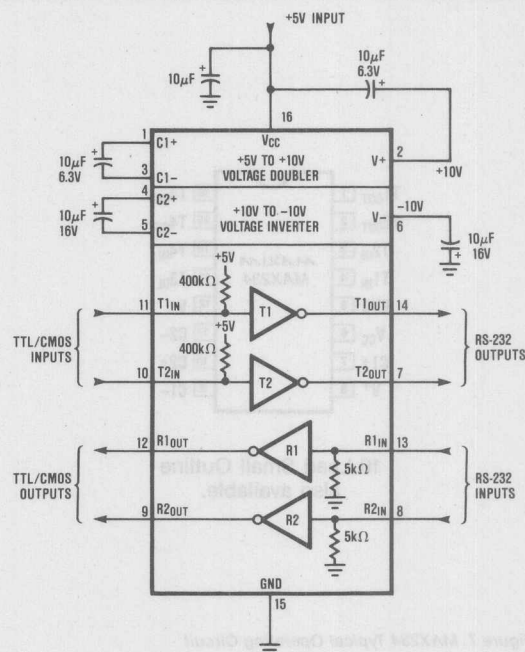 +5V INPUT
10µF
10µF
6.3V
16
VCC
1
C1+
10µF
6.3V
3
C1-
+5V TO +10V
VOLTAGE DOUBLER
V+
2
+10V
4
C2+
10µF
16V
5
C2-
+10V TO -10V
VOLTAGE INVERTER
-10V
V-
6
10µF
16V
+5V
400kΩ
11
T1IN
T1
T1OUT
14
+5V
400kΩ
TTL/CMOS
INPUTS
RS-232
OUTPUTS
10
T2IN
T2
T2OUT
7
12
R1OUT
R1
R1IN
13
5kΩ
TTL/CMOS
OUTPUTS
RS-232
INPUTS
9
R2OUT
R2
R2IN
8
5kΩ
GND
15